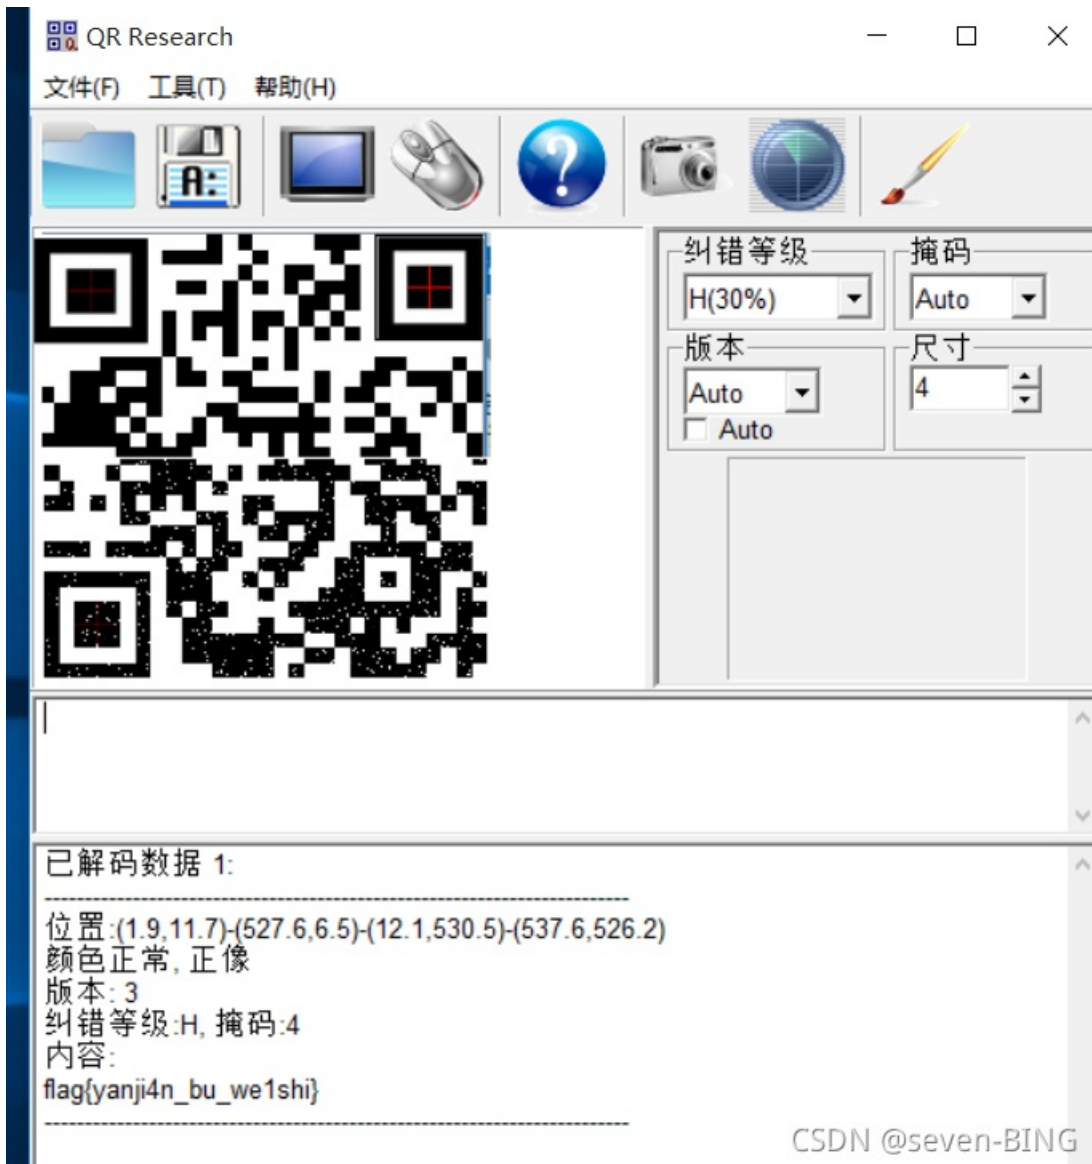 QR Research
文件(F) 工具(T) 帮助(H)
A:
纠错等级 掩码
H(30%) Auto
版本 尺寸
Auto 4
Auto
已解码数据 1:
位置:(1.9,11.7)-(527.6,6.5)-(12.1,530.5)-(537.6,526.2)
颜色正常, 正像
版本: 3
纠错等级:H, 掩码:4
内容:
flag{yanji4n_bu_we1shi}
CSDN @seven-BING